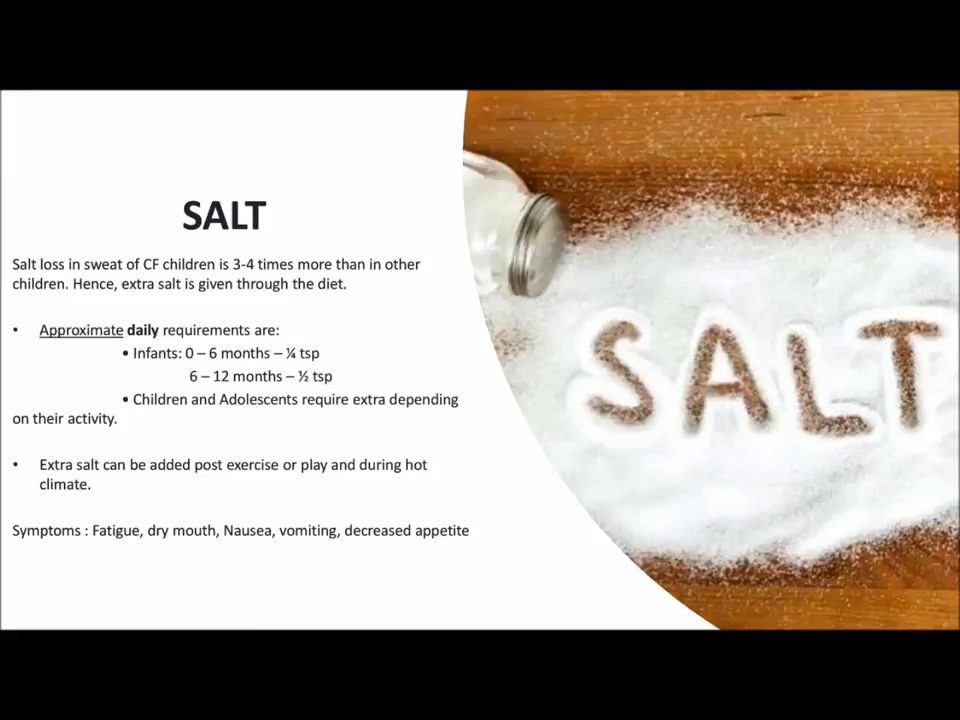 SALT
Salt loss in sweat of CF children is 3-4 times more than in other
children. Hence, extra salt is given through the diet.
• Approximate daily requirements are:
• Infants: 0 – 6 months – ¼ tsp
6 – 12 months – ½ tsp
• Children and Adolescents require extra depending
on their activity.
• Extra salt can be added post exercise or play and during hot
climate.
Symptoms : Fatigue, dry mouth, Nausea, vomiting, decreased appetite
SALT